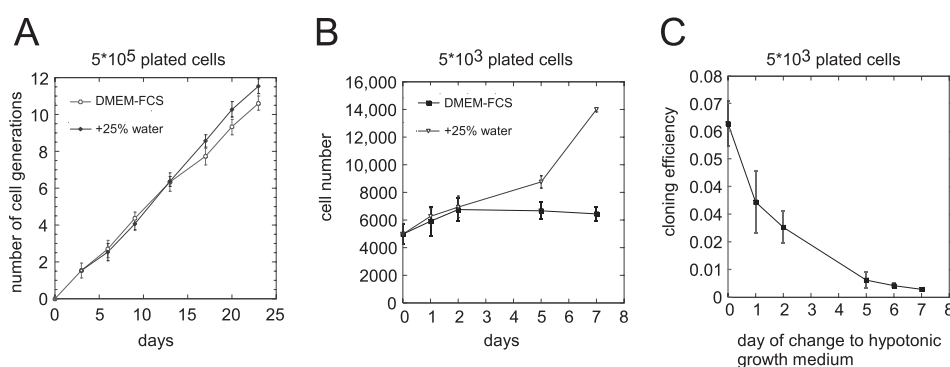 A
5*10⁵ plated cells
12
10
8
6
4
2
0
number of cell generations
DMEM-FCS
+25% water
0 5 10 15 20 25
days
B
5*10³ plated cells
16,000
14,000
12,000
10,000
8000
6000
4000
2000
0
cell number
DMEM-FCS
+25% water
0 1 2 3 4 5 6 7 8
days
C
5*10³ plated cells
0.08
0.07
0.06
0.05
0.04
0.04
0.02
0.01
0
cloning efficiency
0 1 2 3 4 5 6 7 8
day of change to hypotonic
growth medium